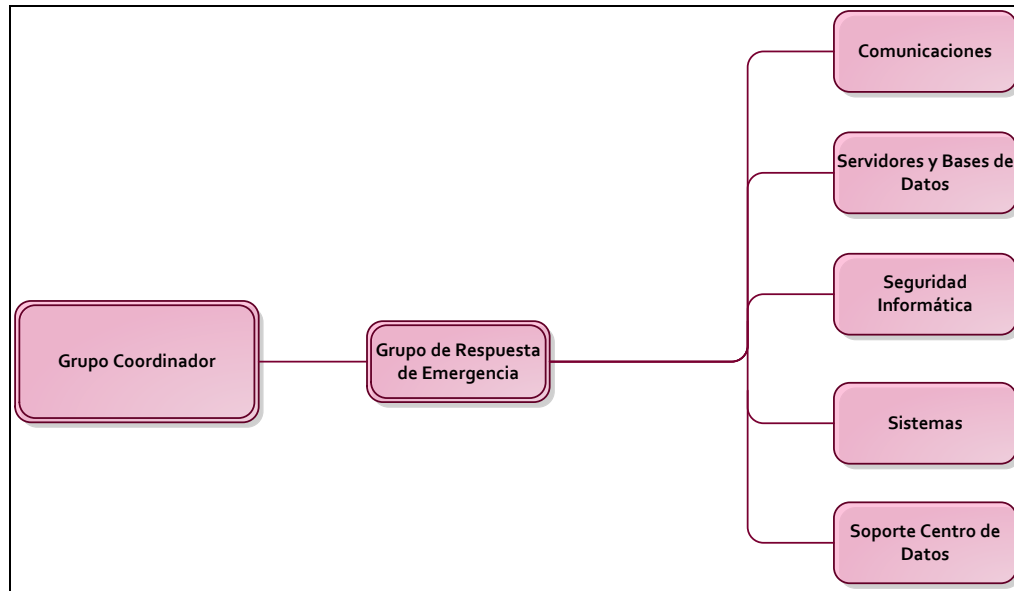 Comunicaciones
Servidores y Bases de
Datos
Seguridad
Informática
Grupo Coordinador
Grupo de Respuesta
de Emergencia
Sistemas
Soporte Centro de
Datos